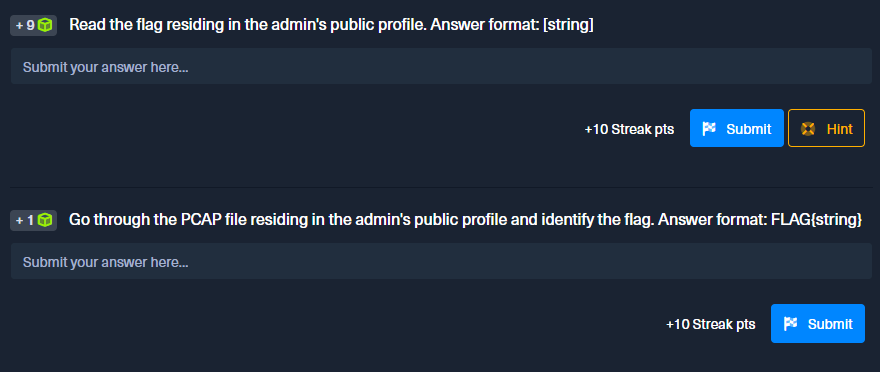 + 9 Read the flag residing in the admin's public profile. Answer format: [string]
Submit your answer here...
+10 Streak pts Submit Hint
+ 1 Go through the PCAP file residing in the admin's public profile and identify the flag. Answer format: FLAG{string}
Submit your answer here...
+10 Streak pts Submit